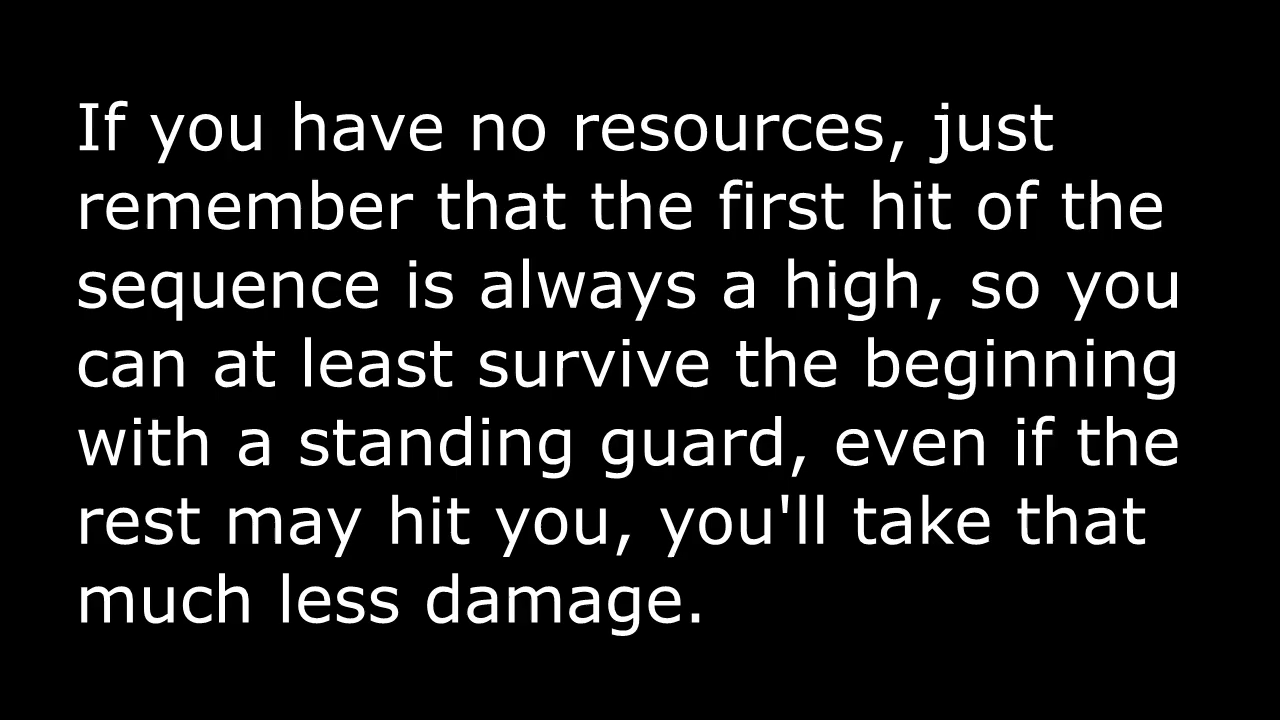 If you have no resources, just
remember that the first hit of the
sequence is always a high, so you
can at least survive the beginning
with a standing guard, even if the
rest may hit you, you'll take that
much less damage.